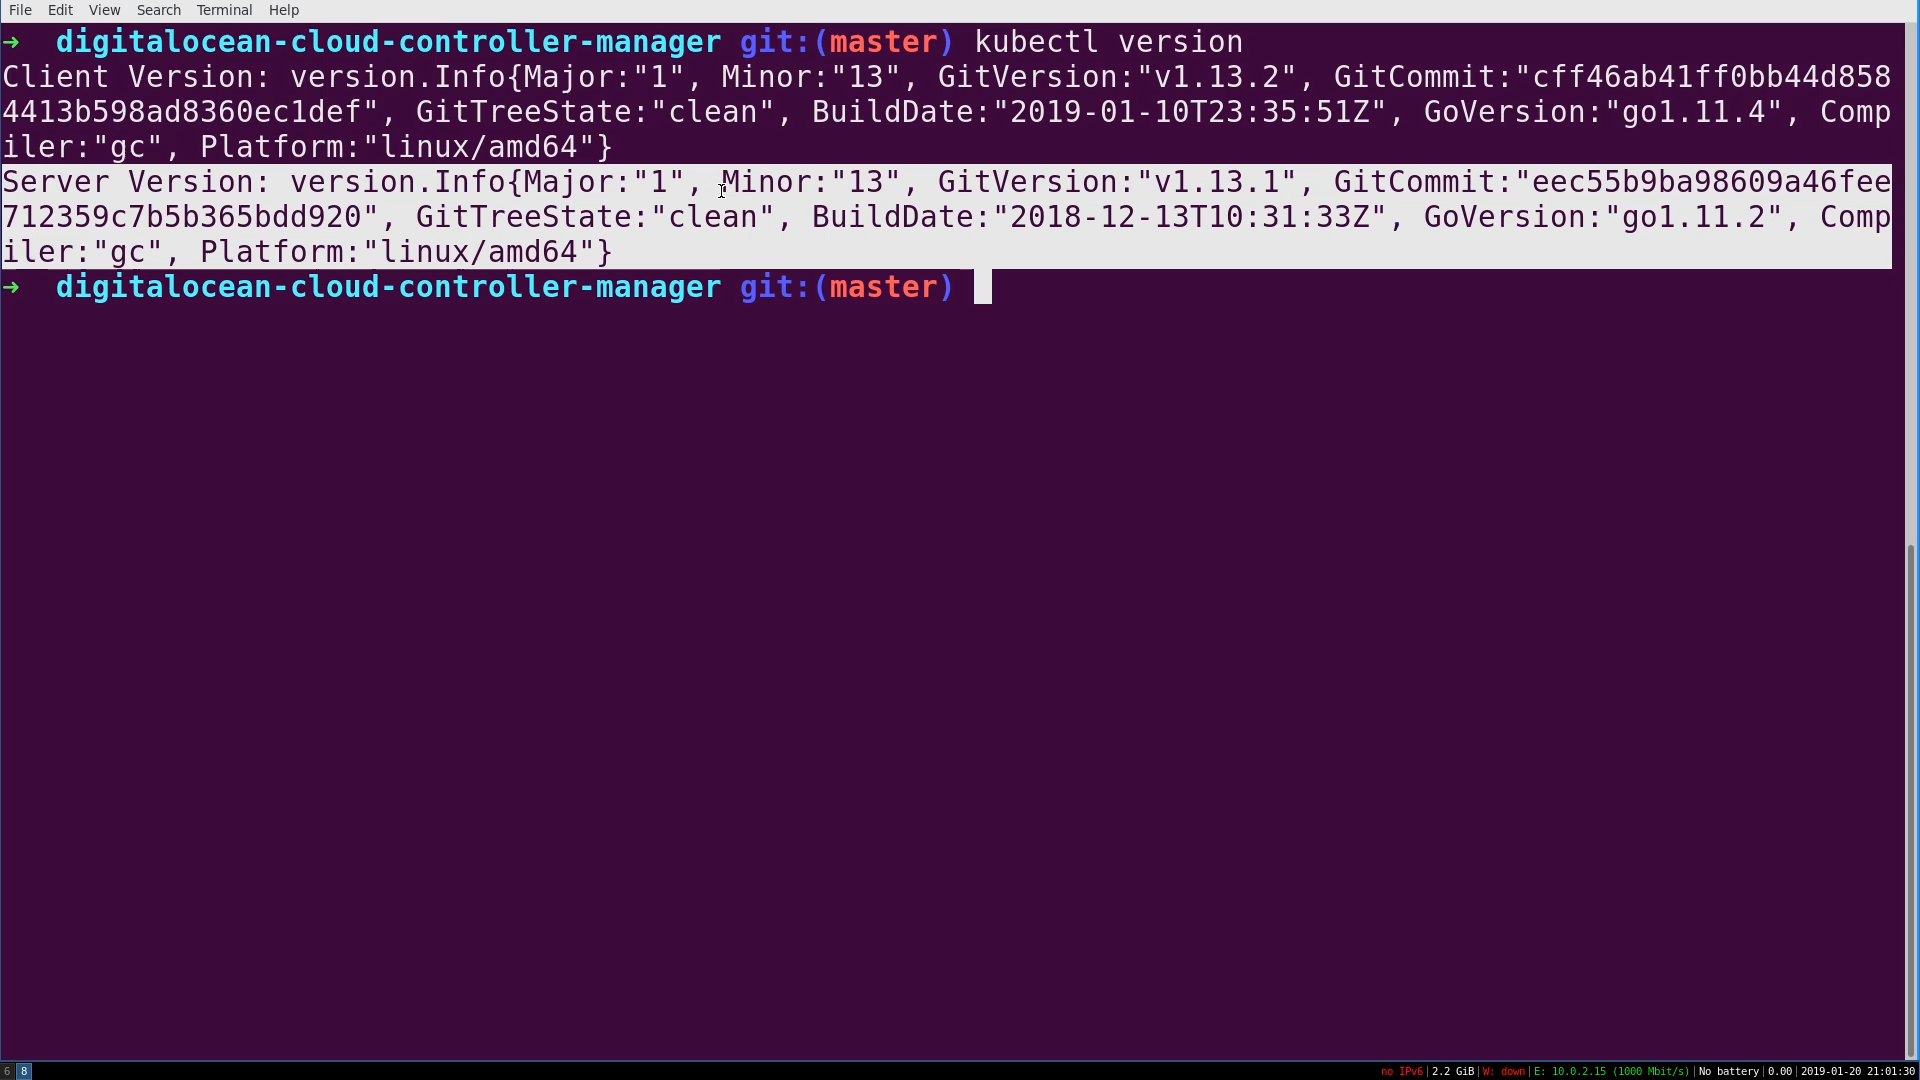 File Edit View Search Terminal Help
➜  digitalocean-cloud-controller-manager git:(master) kubectl version
Client Version: version.Info{Major:"1", Minor:"13", GitVersion:"v1.13.2", GitCommit:"cff46ab41ff0bb44d858
4413b598ad8360ec1def", GitTreeState:"clean", BuildDate:"2019-01-10T23:35:51Z", GoVersion:"go1.11.4", Comp
iler:"gc", Platform:"linux/amd64"}
Server Version: version.Info{Major:"1", Minor:"13", GitVersion:"v1.13.1", GitCommit:"eec55b9ba98609a46fee
712359c7b5b365bdd920", GitTreeState:"clean", BuildDate:"2018-12-13T10:31:33Z", GoVersion:"go1.11.2", Comp
iler:"gc", Platform:"linux/amd64"}
➜  digitalocean-cloud-controller-manager git:(master)
6 8 no IPv6|2.2 GiB|W: down|E: 10.0.2.15 (1000 Mbit/s)|No battery|0.00|2019-01-20 21:01:30